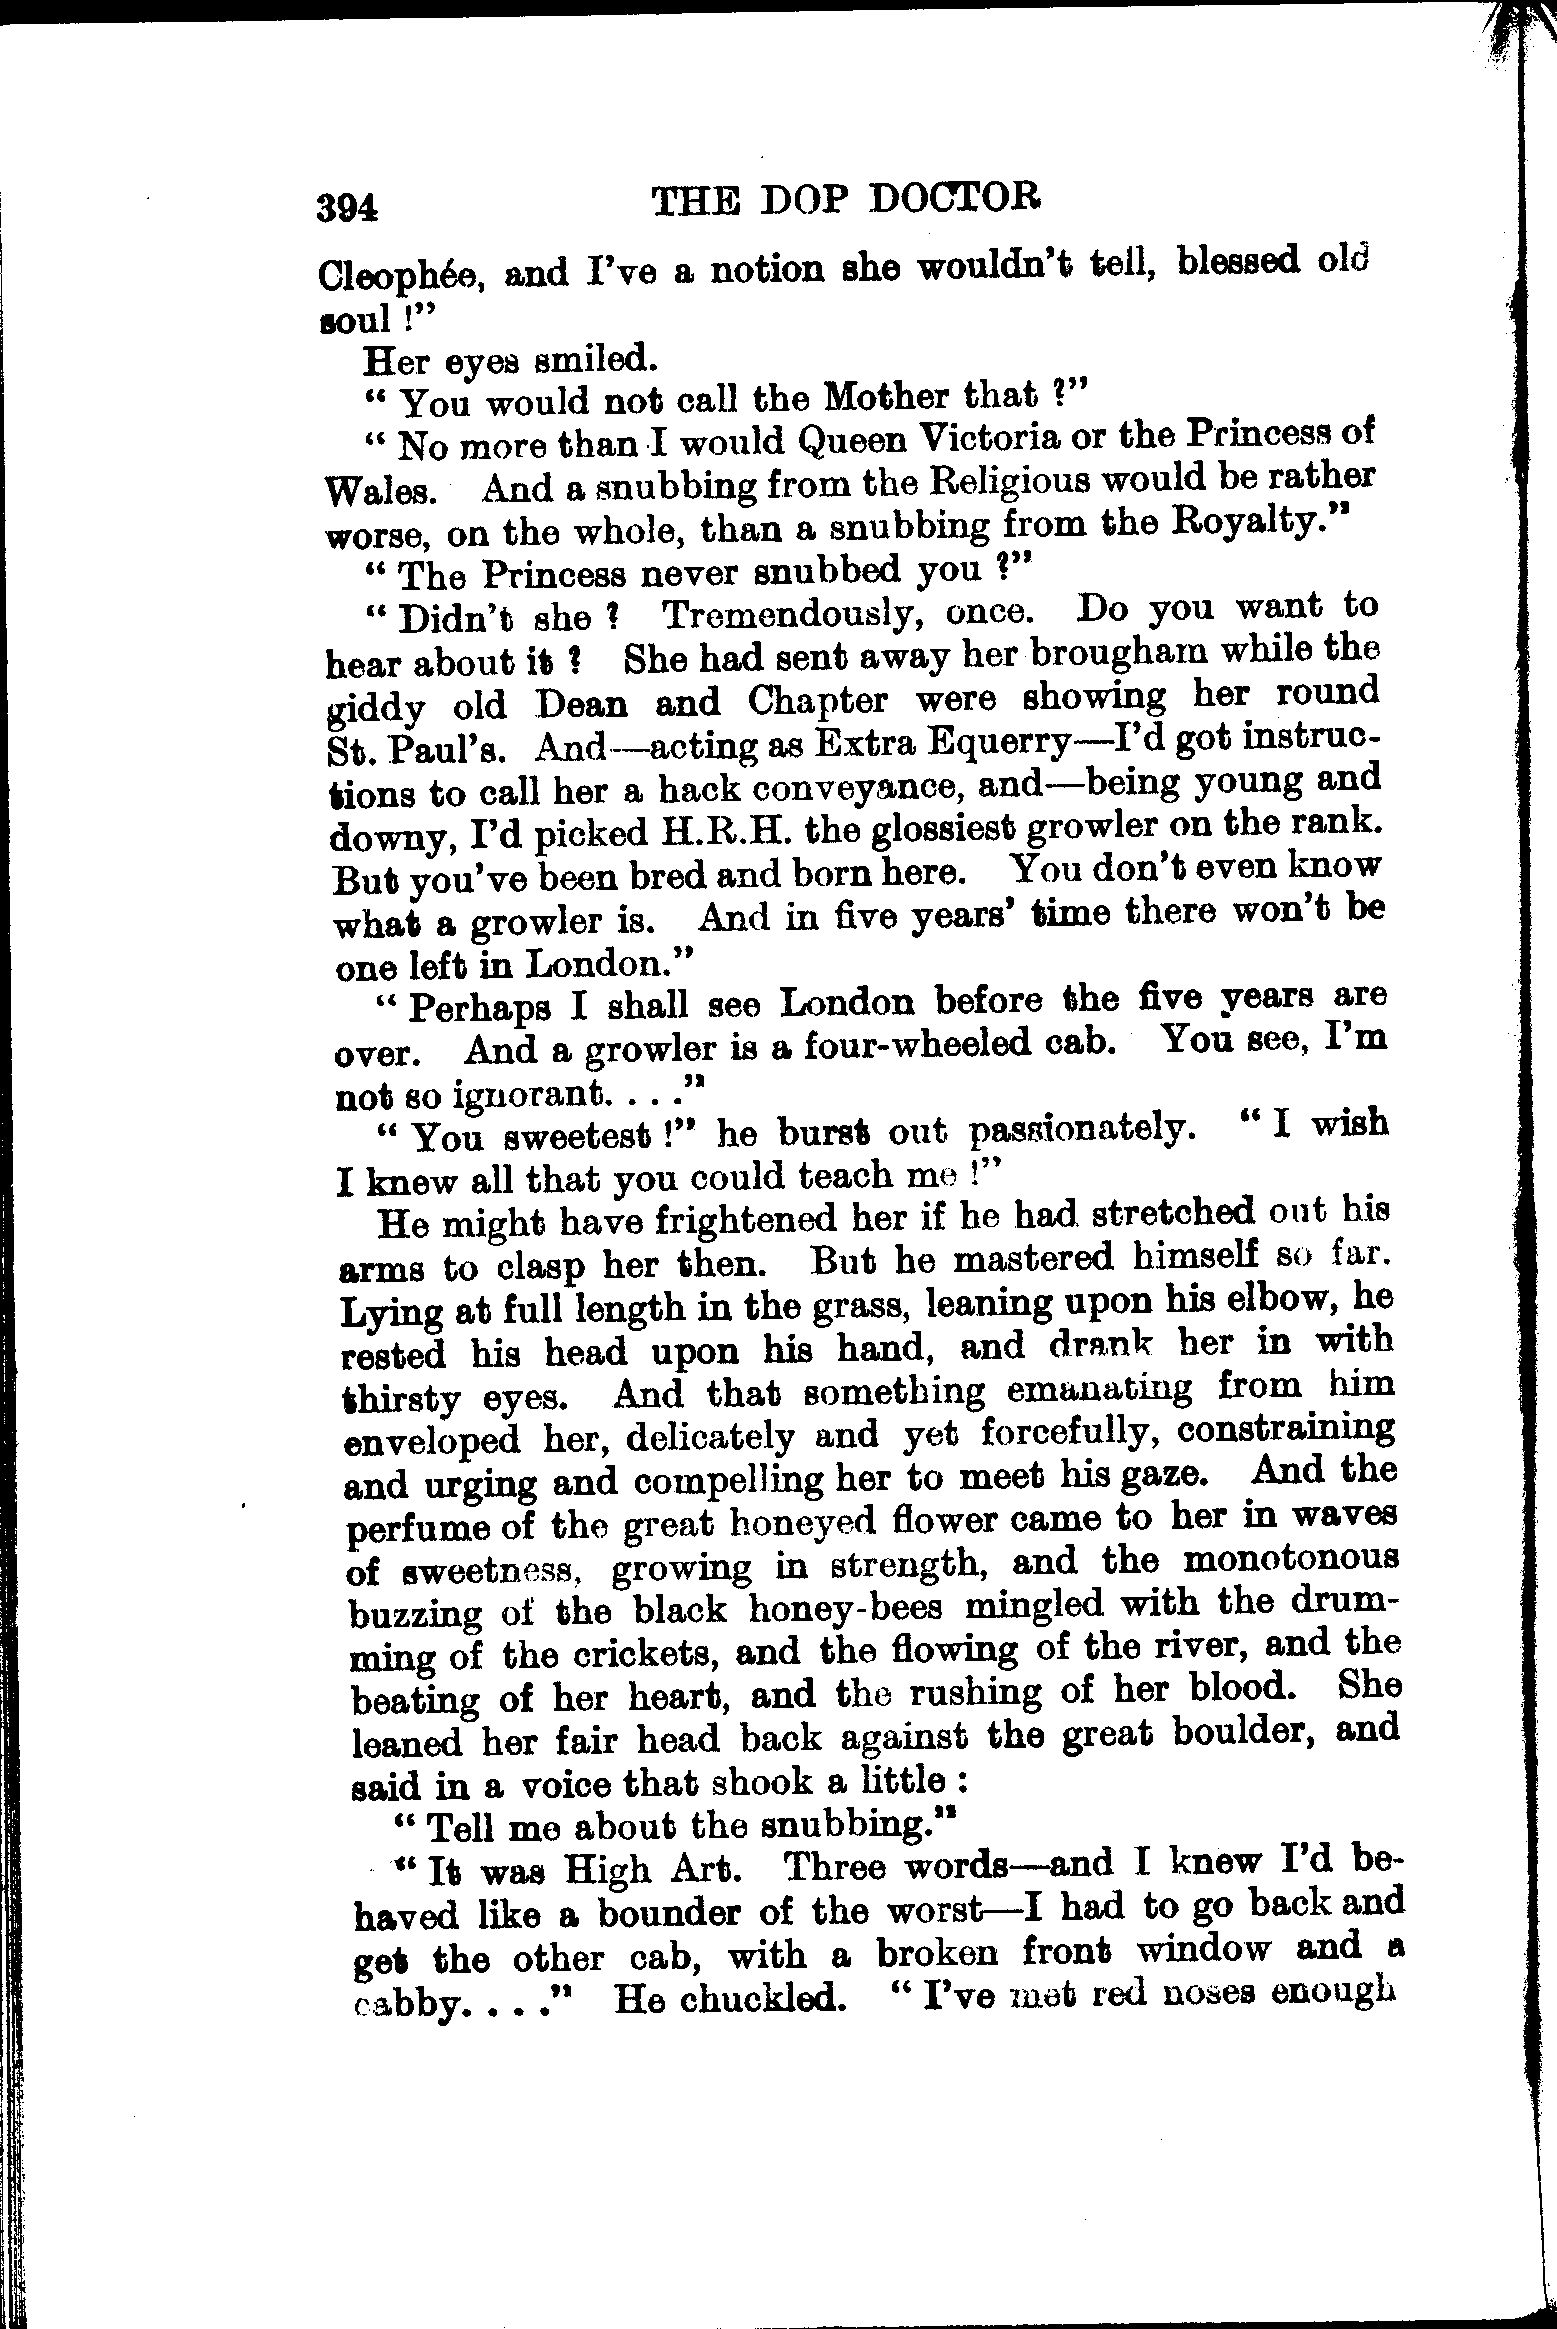 394 THE DOP DOCTOR
Cleophée, and I've a notion she wouldn't tell, blessed old
soul !"
Her eyes smiled.
" You would not call the Mother that ?"
" No more than I would Queen Victoria or the Princess of
Wales. And a snubbing from the Religious would be rather
worse, on the whole, than a snubbing from the Royalty."
" The Princess never snubbed you ?"
" Didn't she ? Tremendously, once. Do you want to
hear about it ? She had sent away her brougham while the
giddy old Dean and Chapter were showing her round
St. Paul's. And—acting as Extra Equerry—I'd got instruc-
tions to call her a hack conveyance, and—being young and
downy, I'd picked H.R.H. the glossiest growler on the rank.
But you've been bred and born here. You don't even know
what a growler is. And in five years' time there won't be
one left in London."
" Perhaps I shall see London before the five years are
over. And a growler is a four-wheeled cab. You see, I'm
not so ignorant. . . ."
" You sweetest !" he burst out passionately. " I wish
I knew all that you could teach me !"
He might have frightened her if he had stretched out his
arms to clasp her then. But he mastered himself so far.
Lying at full length in the grass, leaning upon his elbow, he
rested his head upon his hand, and drank her in with
thirsty eyes. And that something emanating from him
enveloped her, delicately and yet forcefully, constraining
and urging and compelling her to meet his gaze. And the
perfume of the great honeyed flower came to her in waves
of sweetness, growing in strength, and the monotonous
buzzing of the black honey-bees mingled with the drum-
ming of the crickets, and the flowing of the river, and the
beating of her heart, and the rushing of her blood. She
leaned her fair head back against the great boulder, and
said in a voice that shook a little :
" Tell me about the snubbing."
" It was High Art. Three words—and I knew I'd be-
haved like a bounder of the worst—I had to go back and
get the other cab, with a broken front window and a
cabby. . . ." He chuckled. " I've met red noses enough